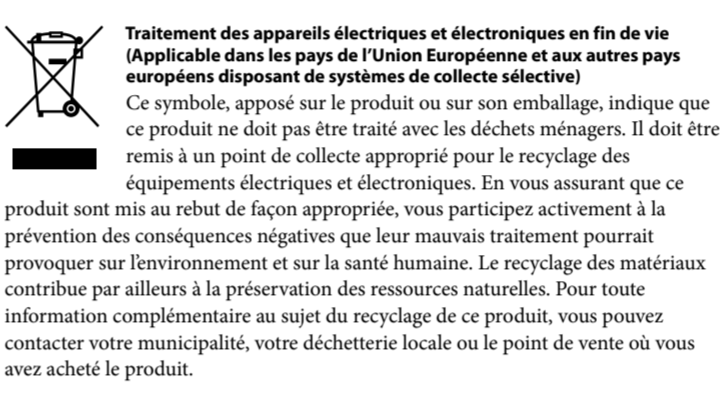 Traitement des appareils électriques et électroniques en fin de vie
(Applicable dans les pays de l’Union Européenne et aux autres pays
européens disposant de systèmes de collecte sélective)
Ce symbole, apposé sur le produit ou sur son emballage, indique que
ce produit ne doit pas être traité avec les déchets ménagers. Il doit être
remis à un point de collecte approprié pour le recyclage des
équipements électriques et électroniques. En vous assurant que ce
produit sont mis au rebut de façon appropriée, vous participez activement à la
prévention des conséquences négatives que leur mauvais traitement pourrait
provoquer sur l’environnement et sur la santé humaine. Le recyclage des matériaux
contribue par ailleurs à la préservation des ressources naturelles. Pour toute
information complémentaire au sujet du recyclage de ce produit, vous pouvez
contacter votre municipalité, votre déchetterie locale ou le point de vente où vous
avez acheté le produit.